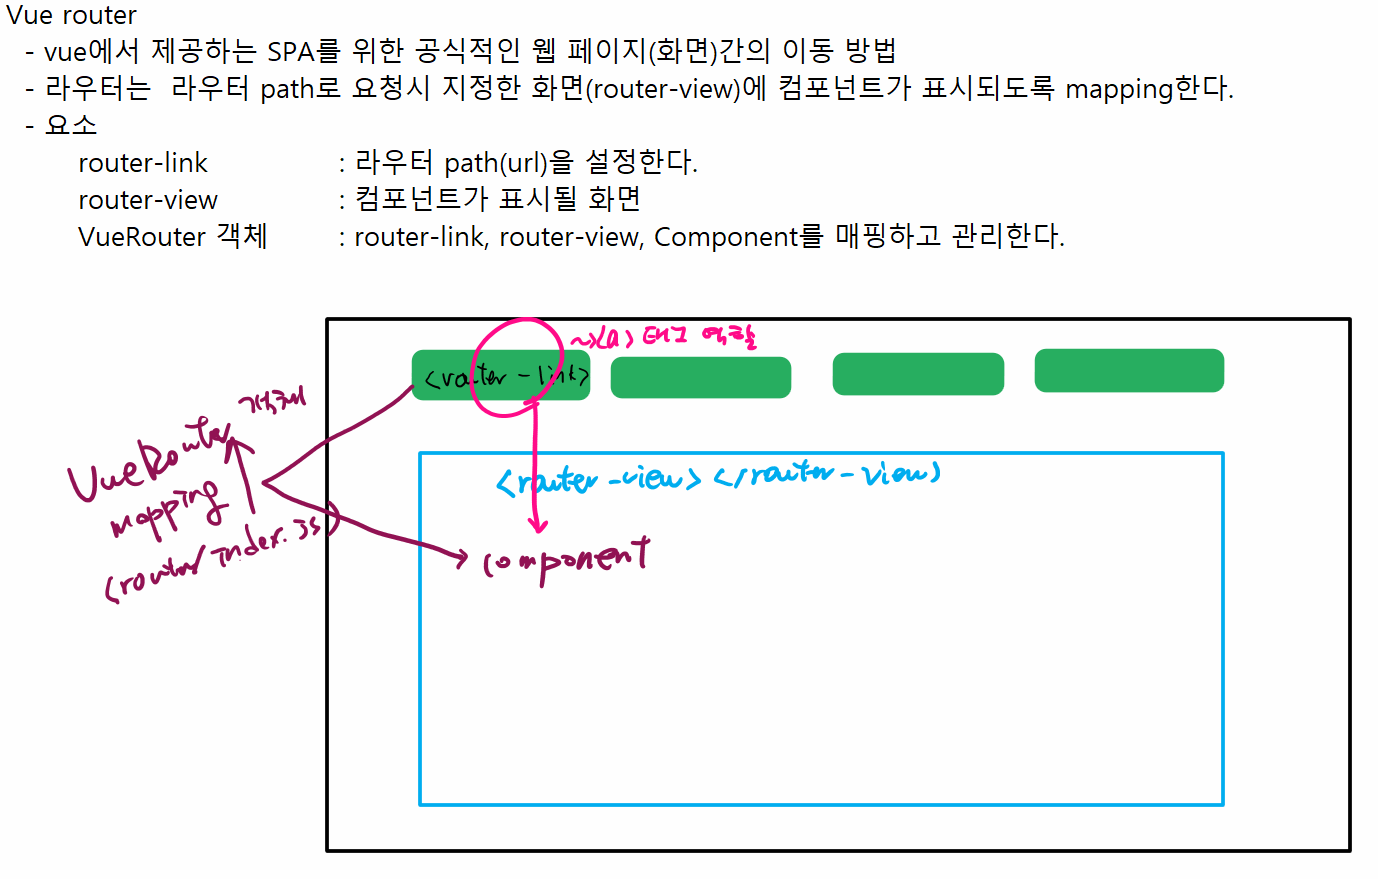 Vue router
- vue에서 제공하는 SPA를 위한 공식적인 웹 페이지(화면)간의 이동 방법
- 라우터는 라우터 path로 요청시 지정한 화면(router-view)에 컴포넌트가 표시되도록 mapping한다.
- 요소
router-link : 라우터 path(url)을 설정한다.
router-view : 컴포넌트가 표시될 화면
VueRouter 객체 : router-link, router-view, Component를 매핑하고 관리한다.
~><a> 태그 역할
<router-link>
VueRouter 객체
mapping
(router/index.js)
<router-view></router-view>
component